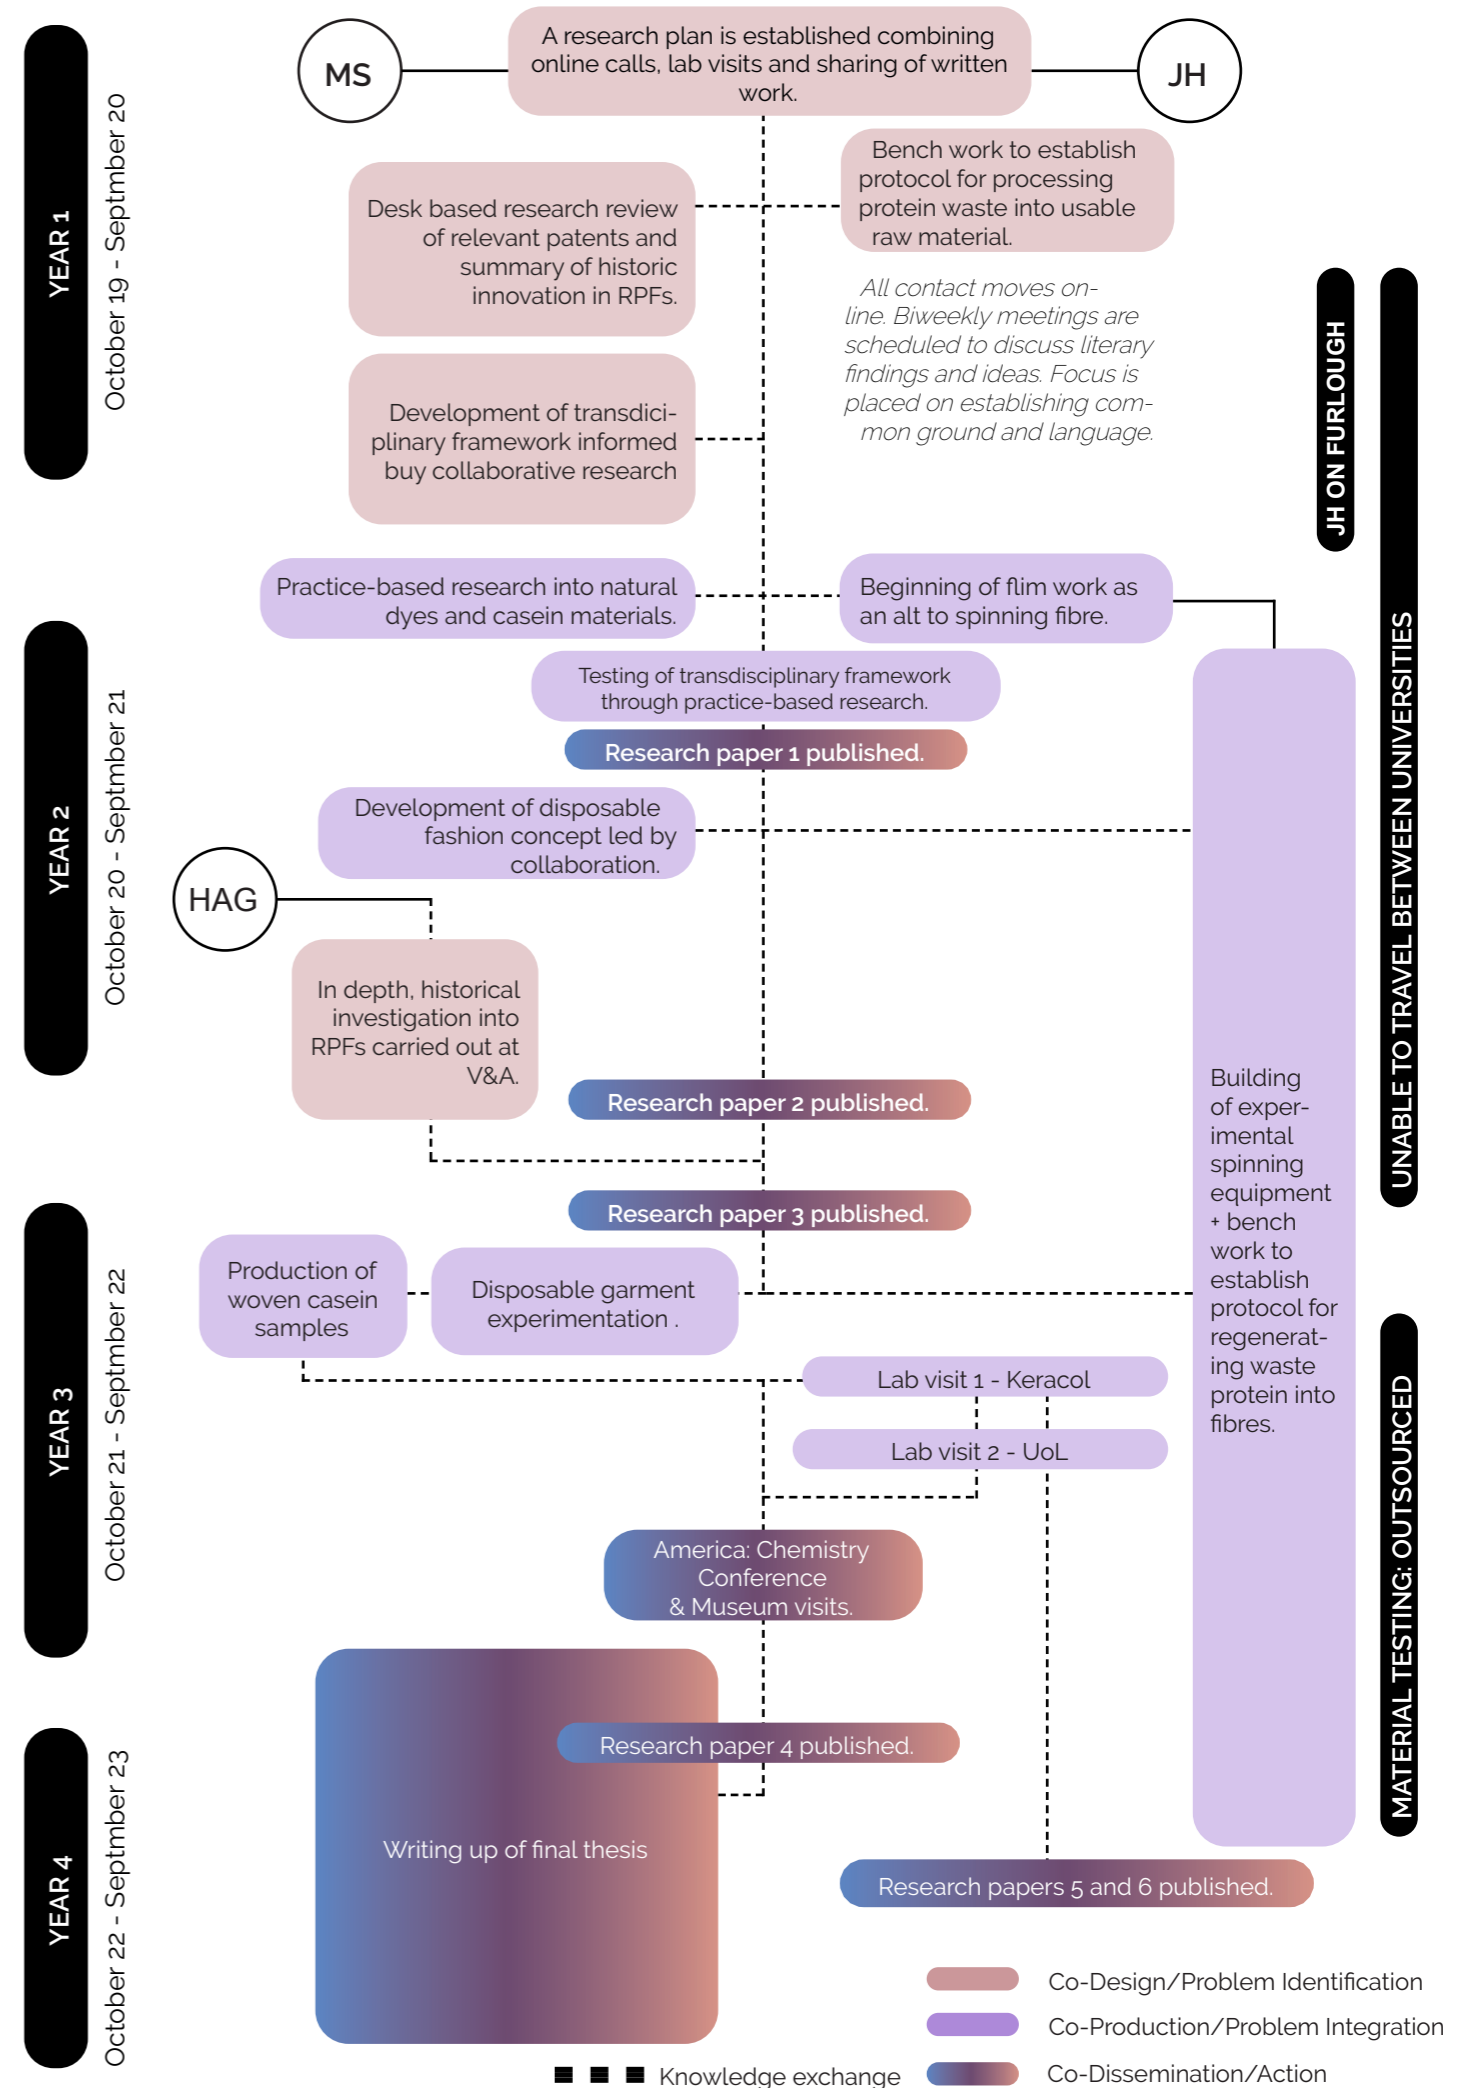 MS
A research plan is established combining
online calls, lab visits and sharing of written
work.
JH
YEAR 1
October 19 - Septmber 20
Desk based research review
of relevant patents and
summary of historic
innovation in RPFs.
Bench work to establish
protocol for processing
protein waste into usable
raw material.
All contact moves on-
line. Biweekly meetings are
scheduled to discuss literary
findings and ideas. Focus is
placed on establishing com-
mon ground and language.
Development of transdici-
plinary framework informed
buy collaborative research
JH ON FURLOUGH
UNABLE TO TRAVEL BETWEEN UNIVERSITIES
Practice-based research into natural
dyes and casein materials.
Beginning of flim work as
an alt to spinning fibre.
YEAR 2
October 20 - Septmber 21
Testing of transdisciplinary framework
through practice-based research.
Research paper 1 published.
Development of disposable
fashion concept led by
collaboration.
HAG
In depth, historical
investigation into
RPFs carried out at
V&A.
Research paper 2 published.
Building
of exper-
imental
spinning
equipment
+ bench
work to
establish
protocol for
regenerat-
ing waste
protein into
fibres.
Research paper 3 published.
YEAR 3
October 21 - Septmber 22
Production of
woven casein
samples
Disposable garment
experimentation .
Lab visit 1 - Keracol
Lab visit 2 - UoL
MATERIAL TESTING: OUTSOURCED
America: Chemistry
Conference
& Museum visits.
YEAR 4
October 22 - Septmber 23
Research paper 4 published.
Writing up of final thesis
Research papers 5 and 6 published.
Co-Design/Problem Identification
Co-Production/Problem Integration
Knowledge exchange
Co-Dissemination/Action